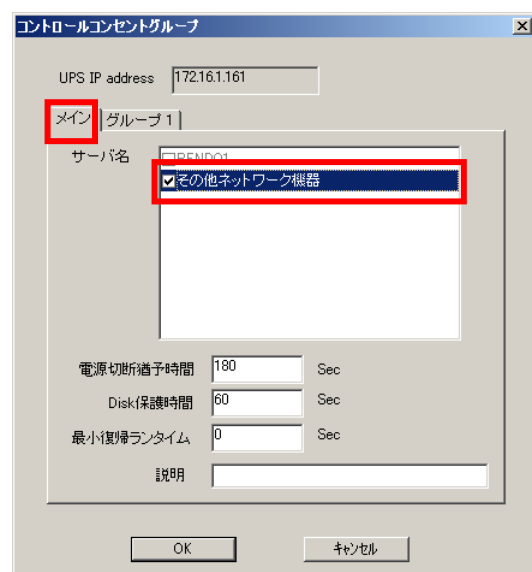 コントロールコンセントグループ
UPS IP address 172.16.1.161
メイン グループ 1
サーバ名
その他ネットワーク機器
電源切断猶予時間 180 Sec
Disk保護時間 60 Sec
最小復帰ランタイム 0 Sec
説明
OK キャンセル